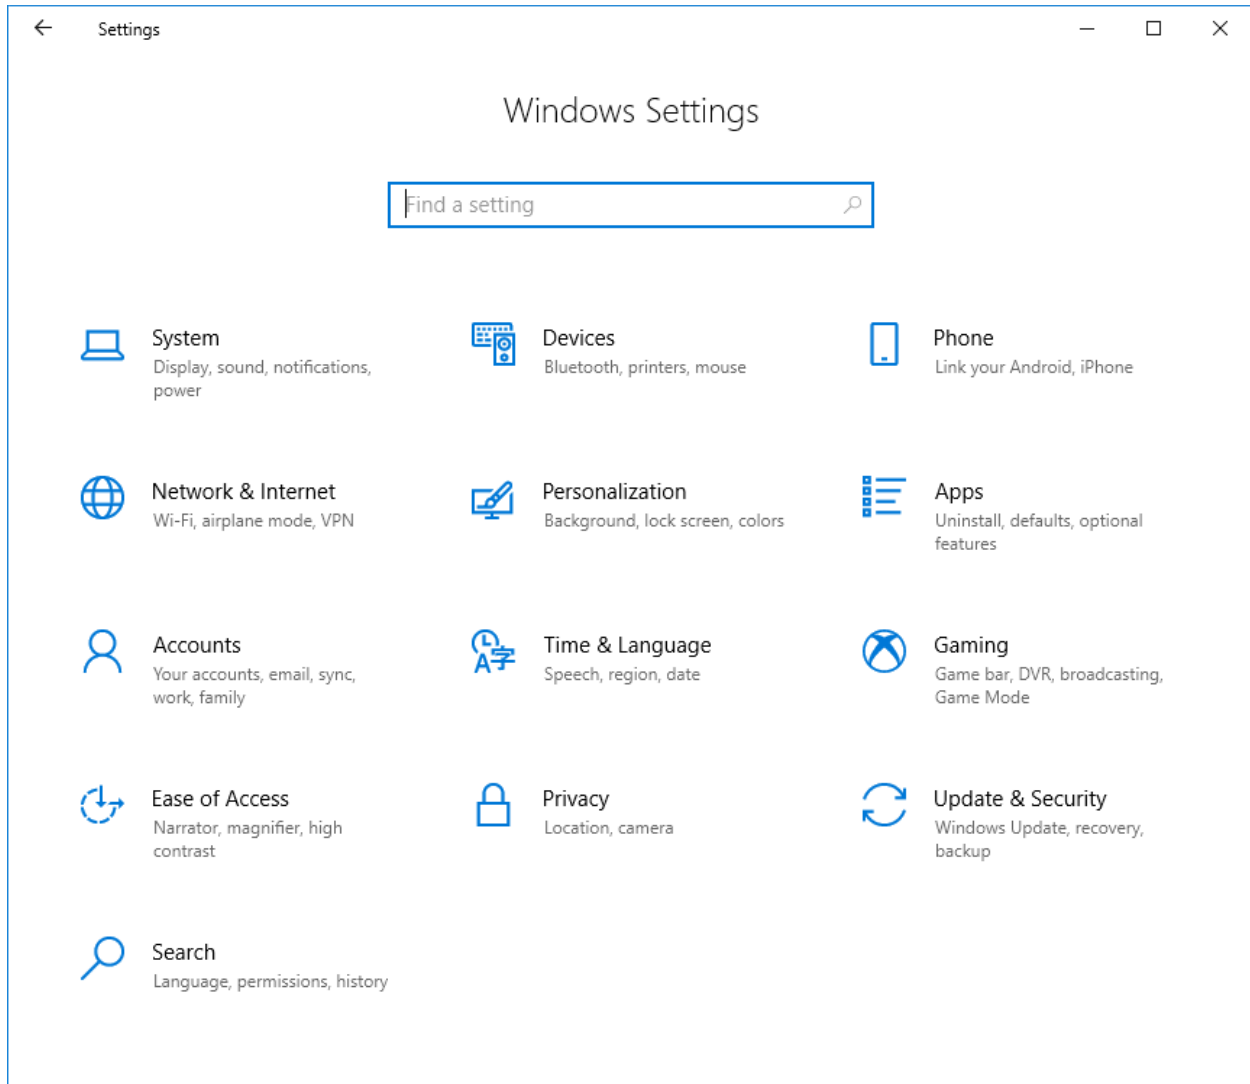 Settings
Windows Settings
Find a setting
System
Display, sound, notifications,
power
Devices
Bluetooth, printers, mouse
Phone
Link your Android, iPhone
Network & Internet
Wi-Fi, airplane mode, VPN
Personalization
Background, lock screen, colors
Apps
Uninstall, defaults, optional
features
Accounts
Your accounts, email, sync,
work, family
Time & Language
Speech, region, date
Gaming
Game bar, DVR, broadcasting,
Game Mode
Ease of Access
Narrator, magnifier, high
contrast
Privacy
Location, camera
Update & Security
Windows Update, recovery,
backup
Search
Language, permissions, history